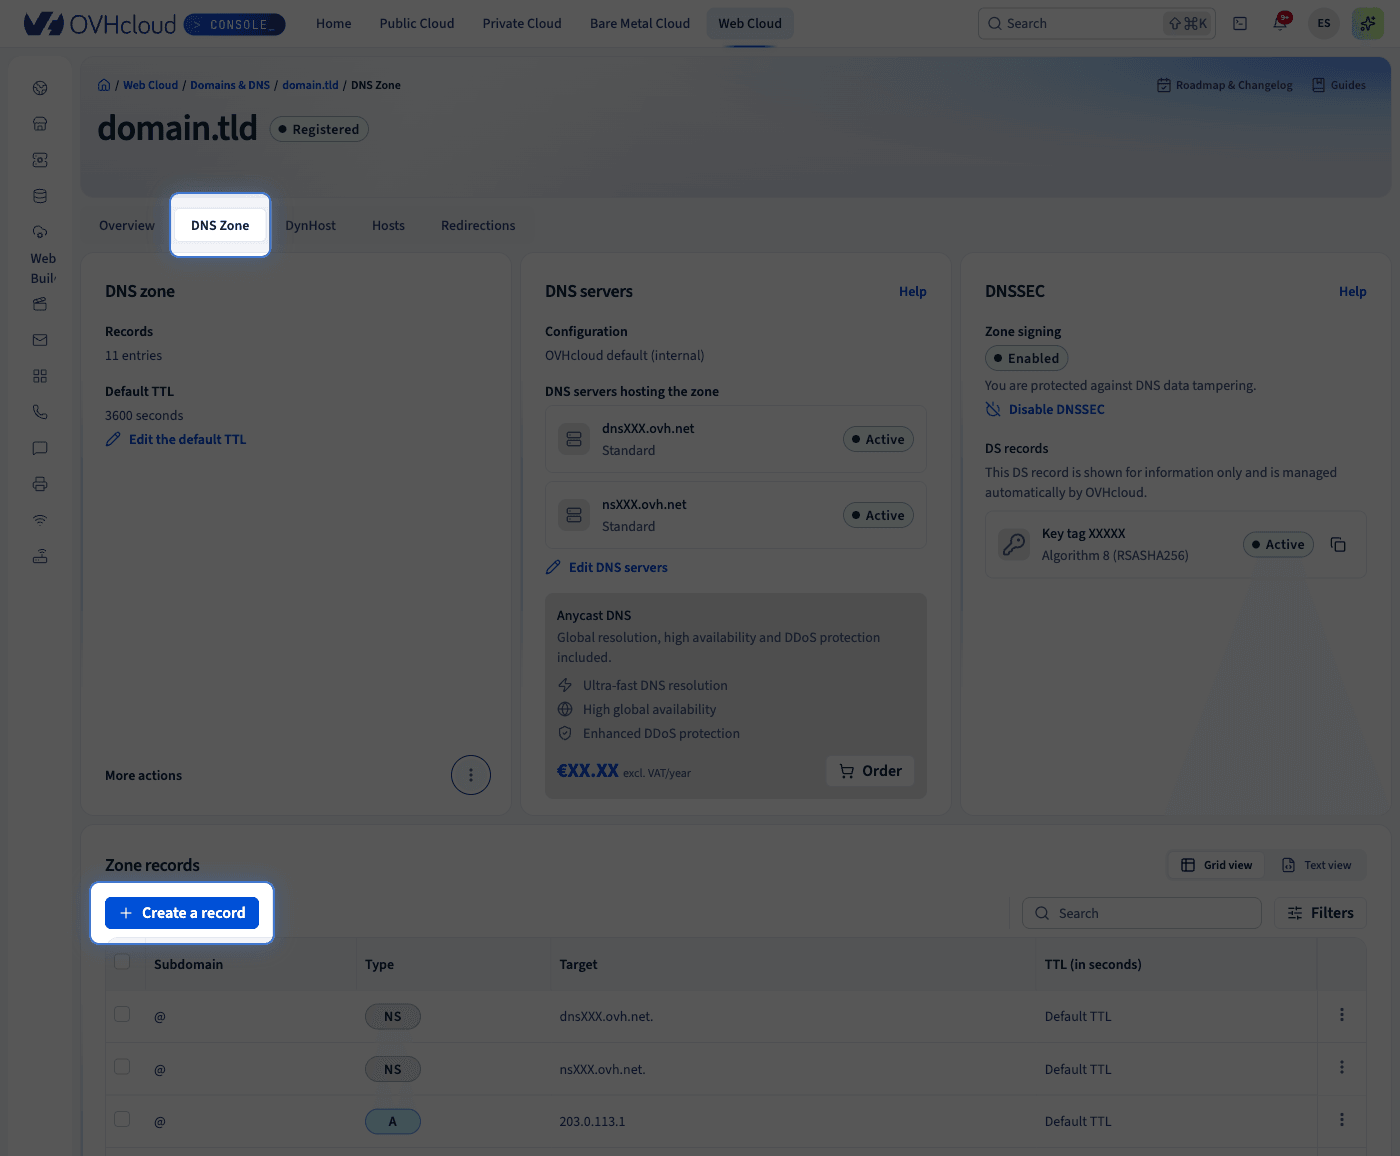 OVHcloud > CONSOLE_
Home Public Cloud Private Cloud Bare Metal Cloud Web Cloud
Search ⇧⌘K
9+
ES
/ Web Cloud / Domains & DNS / domain.tld / DNS Zone
Roadmap & Changelog Guides
domain.tld Registered
Overview DNS Zone DynHost Hosts Redirections
Web
Buil
DNS zone
Records
11 entries
Default TTL
3600 seconds
Edit the default TTL
More actions
DNS servers Help
Configuration
OVHcloud default (internal)
DNS servers hosting the zone
dnsXXX.ovh.net
Standard
Active
nsXXX.ovh.net
Standard
Active
Edit DNS servers
Anycast DNS
Global resolution, high availability and DDoS protection
included.
Ultra-fast DNS resolution
High global availability
Enhanced DDoS protection
€XX.XX excl. VAT/year
Order
DNSSEC Help
Zone signing
Enabled
You are protected against DNS data tampering.
Disable DNSSEC
DS records
This DS record is shown for information only and is managed
automatically by OVHcloud.
Key tag XXXXX
Algorithm 8 (RSASHA256)
Active
Zone records
Grid view Text view
+ Create a record
Search Filters
Subdomain Type Target TTL (in seconds)
@ NS dnsXXX.ovh.net. Default TTL
@ NS nsXXX.ovh.net. Default TTL
@ A 203.0.113.1 Default TTL